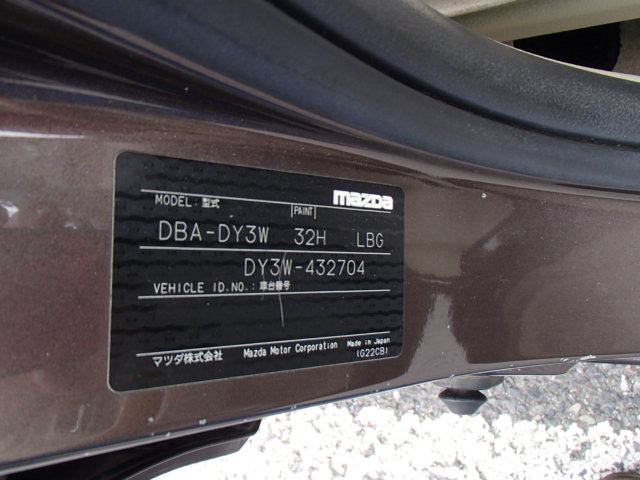 mazda
MODEL: 型式 PAINT
DBA-DY3W 32H LBG
DY3W-432704
VEHICLE ID.NO.: 車台番号
マツダ株式会社 Mazda Motor Corporation Made in Japan
(G22CB)